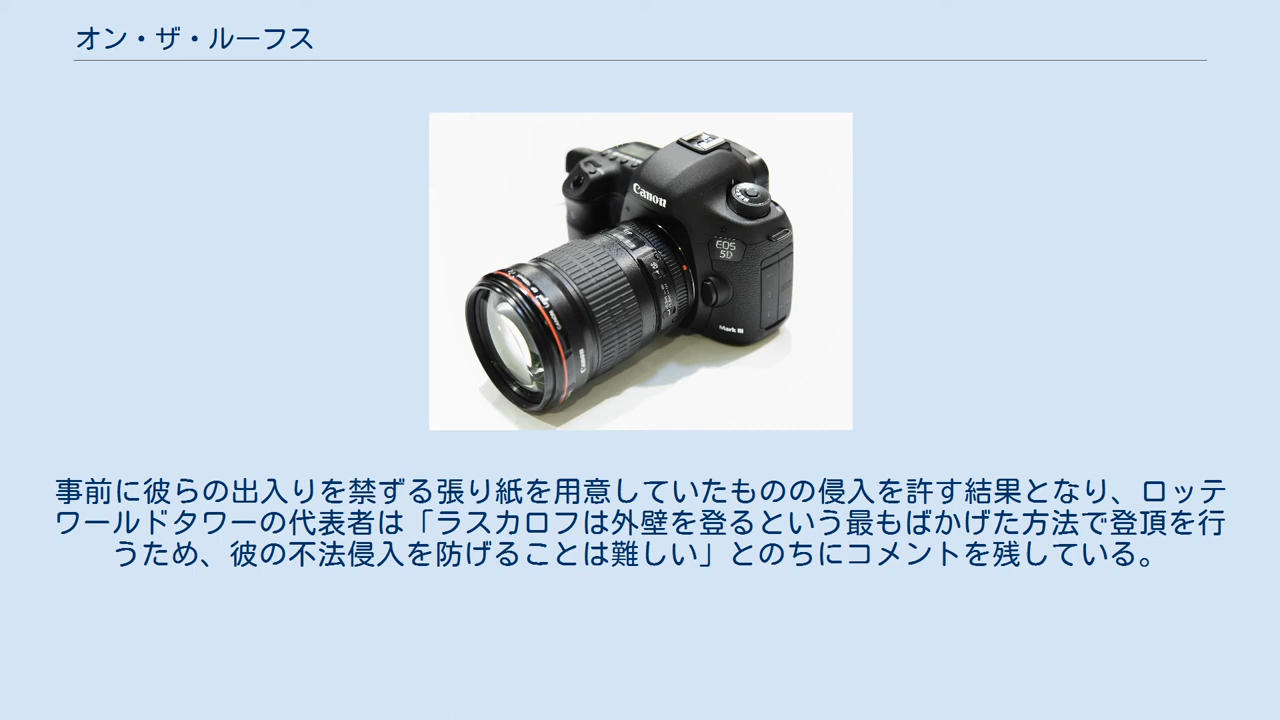 オン・ザ・ルーフス
Canon
EOS
5D
Mark III
Canon
事前に彼らの出入りを禁ずる張り紙を用意していたものの侵入を許す結果となり、ロッテ
ワールドタワーの代表者は「ラスカロフは外壁を登るという最もばかげた方法で登頂を行
うため、彼の不法侵入を防げることは難しい」とのちにコメントを残している。